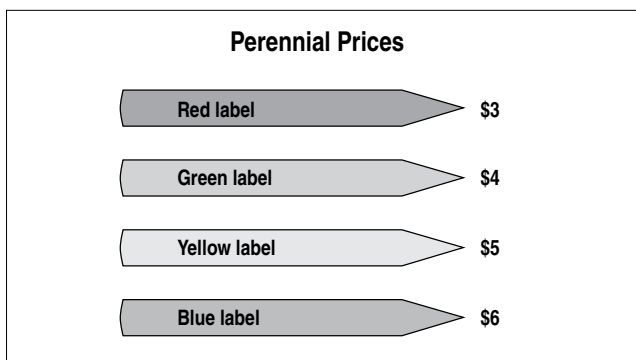 Perennial Prices
Red label $3
Green label $4
Yellow label $5
Blue label $6